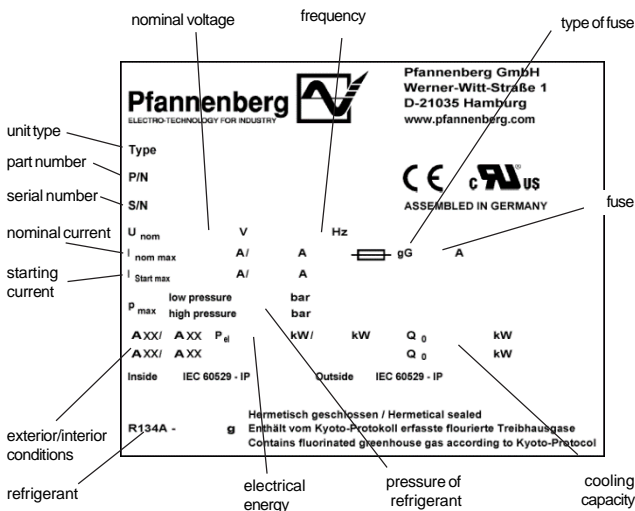 nominal voltage frequency type of fuse
Pfannenberg
ELECTRO-TECHNOLOGY FOR INDUSTRY
Pfannenberg GmbH
Werner-Witt-Straße 1
D-21035 Hamburg
www.pfannenberg.com
unit type
Type
part number
P/N
serial number
S/N
CE c RU ® US
ASSEMBLED IN GERMANY
fuse
nominal current
U nom V Hz
I nom max A/ A gG A
starting
current
I Start max A/ A
p max low pressure bar
high pressure bar
A XX/ A XX P el kW/ kW Q 0 kW
A XX/ A XX Q 0 kW
Inside IEC 60529 - IP Outside IEC 60529 - IP
Hermetisch geschlossen / Hermetical sealed
R134A - g Enthält vom Kyoto-Protokoll erfasste flourierte Treibhausgase
Contains fluorinated greenhouse gas according to Kyoto-Protocol
exterior/interior
conditions
refrigerant
electrical
energy
pressure of
refrigerant
cooling
capacity